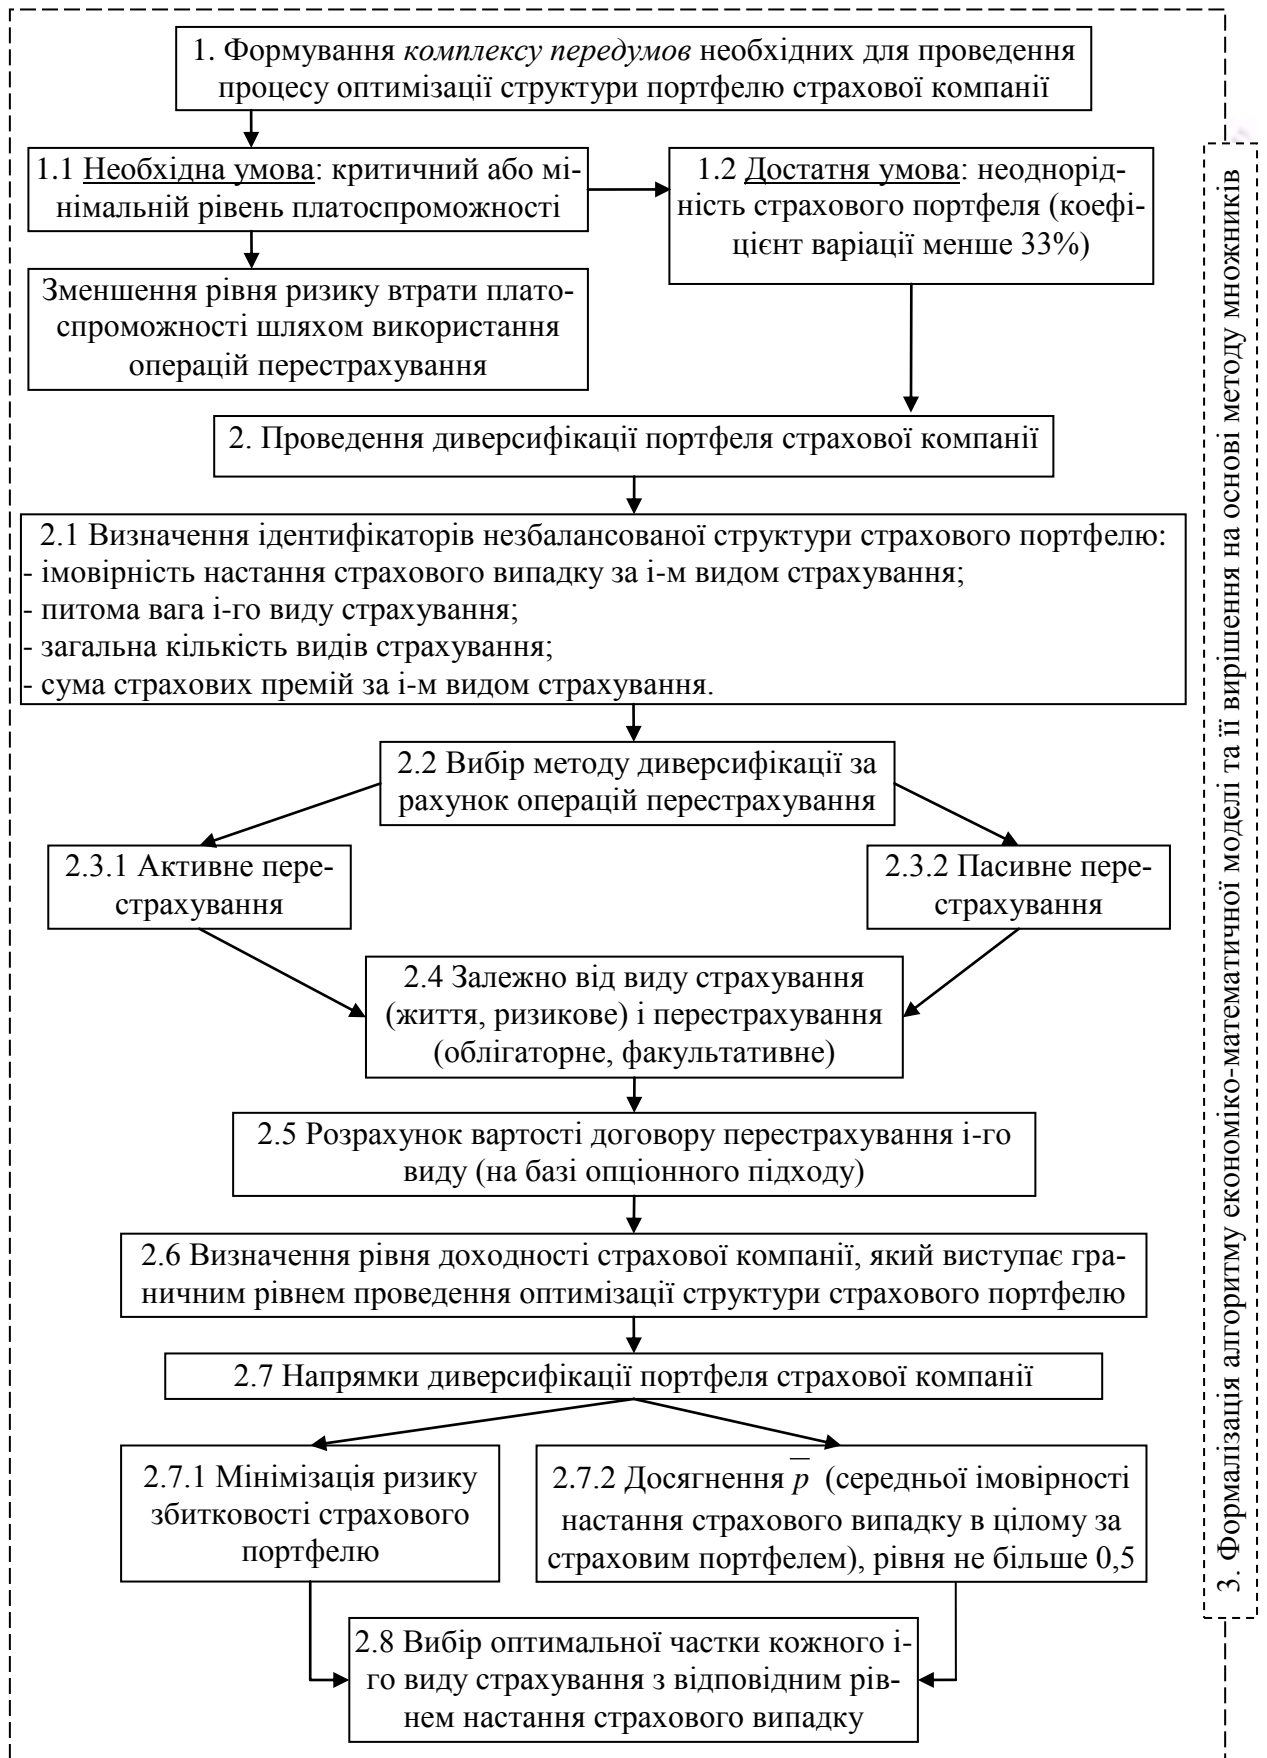 1. Формування комплексу передумов необхідних для проведення
процесу оптимізації структури портфелю страхової компанії
1.1 Необхідна умова: критичний або мі-
німальній рівень платоспроможності
1.2 Достатня умова: неоднорід-
ність страхового портфеля (коефі-
цієнт варіації менше 33%)
Зменшення рівня ризику втрати плато-
спроможності шляхом використання
операцій перестрахування
2. Проведення диверсифікації портфеля страхової компанії
2.1 Визначення ідентифікаторів незбалансованої структури страхового портфелю:
- імовірність настання страхового випадку за і-м видом страхування;
- питома вага і-го виду страхування;
- загальна кількість видів страхування;
- сума страхових премій за і-м видом страхування.
2.2 Вибір методу диверсифікації за
рахунок операцій перестрахування
2.3.1 Активне пере-
страхування
2.3.2 Пасивне пере-
страхування
2.4 Залежно від виду страхування
(життя, ризикове) і перестрахування
(облігаторне, факультативне)
2.5 Розрахунок вартості договору перестрахування і-го
виду (на базі опціонного підходу)
2.6 Визначення рівня доходності страхової компанії, який виступає гра-
ничним рівнем проведення оптимізації структури страхового портфелю
2.7 Напрямки диверсифікації портфеля страхової компанії
2.7.1 Мінімізація ризику
збитковості страхового
портфелю
2.7.2 Досягнення p̅ (середньої імовірності
настання страхового випадку в цілому за
страховим портфелем), рівня не більше 0,5
2.8 Вибір оптимальної частки кожного і-
го виду страхування з відповідним рів-
нем настання страхового випадку
3. Формалізація алгоритму економіко-математичної моделі та її вирішення на основі методу множників